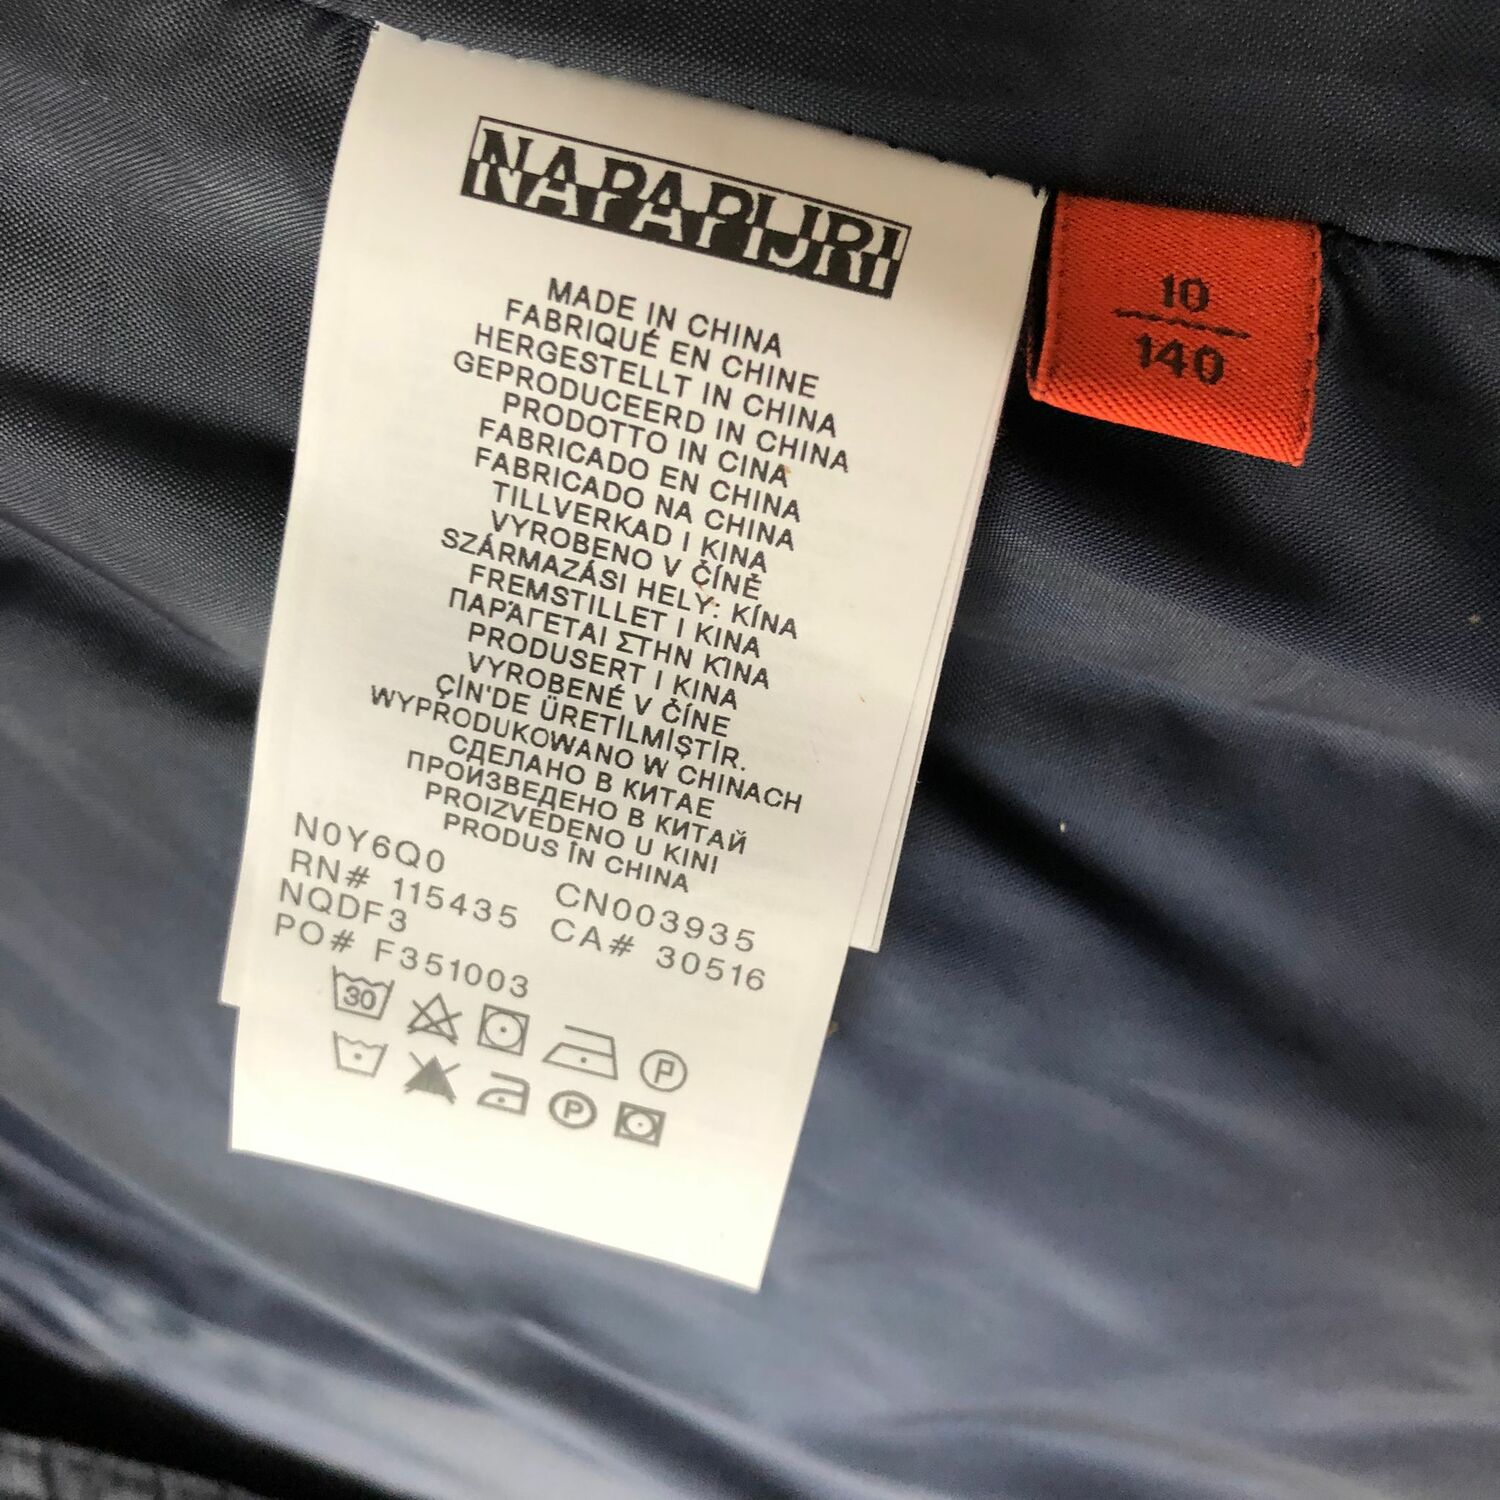 NAPAPIJRI
MADE IN CHINA
FABRIQUÉ EN CHINE
HERGESTELLT IN CHINA
GEPRODUCEERD IN CHINA
PRODOTTO IN CINA
FABRICADO EN CHINA
FABRICADO NA CHINA
TILLVERKAD I KINA
VYROBENO V ČÍNĚ
SZÁRMAZÁSI HELY: KÍNA
FREMSTILLET I KINA
ΠΑΡΆΓΕΤΑΙ ΣΤΗΝ ΚΊΝΑ
PRODUSERT I KINA
VYROBENÉ V ČÍNE
ÇİN'DE ÜRETİLMİŞTİR.
WYPRODUKOWANO W CHINACH
СДЕЛАНО В КИТАЕ
ПРОИЗВЕДЕНО В КИТАЙ
PROIZVEDENO U KINI
PRODUS ÎN CHINA
N0Y6Q0 CN003935
RN# 115435 CA# 30516
NQDF3
PO# F351003
30
P
P
10
140